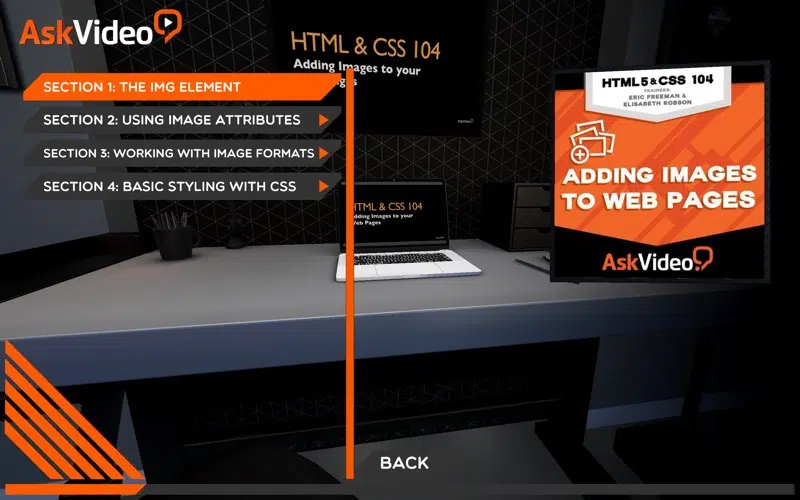 AskVideo
HTML & CSS 104
Adding Images to your
SECTION 1: THE IMG ELEMENT
SECTION 2: USING IMAGE ATTRIBUTES
SECTION 3: WORKING WITH IMAGE FORMATS
SECTION 4: BASIC STYLING WITH CSS
HTML & CSS 104
Adding Images to your
Web Pages
HTML5 & CSS 104
TRAINERS
ERIC FREEMAN &
ELISABETH ROBSON
ADDING IMAGES
TO WEB PAGES
AskVideo
BACK